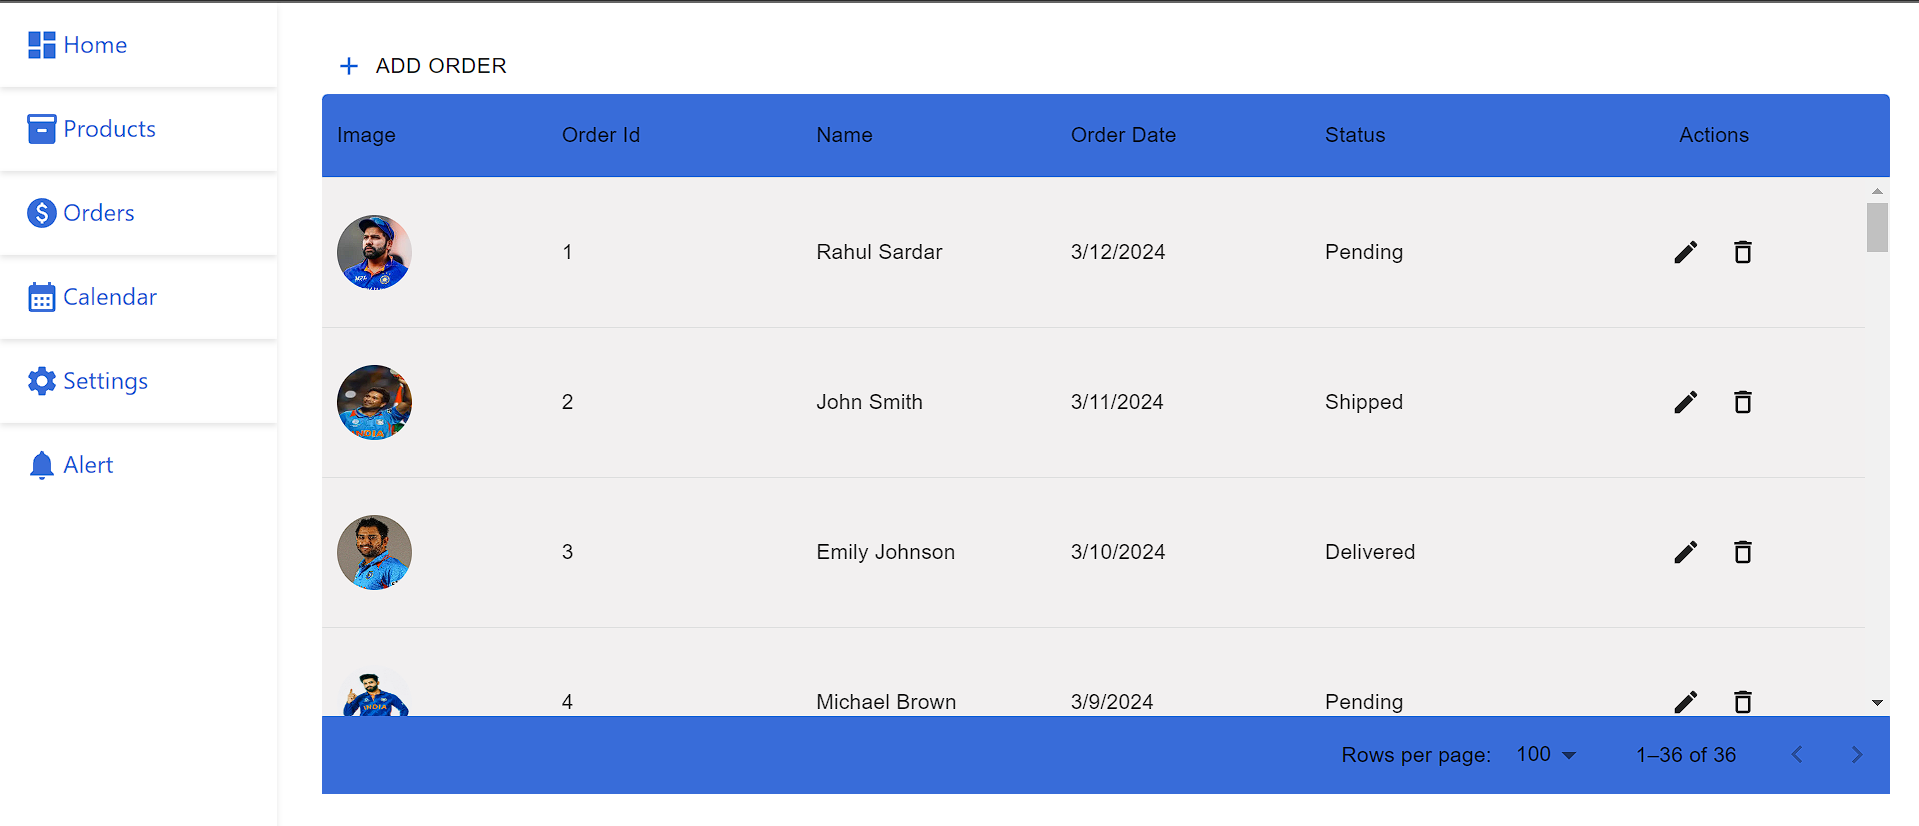 Home
Products
Orders
Calendar
Settings
Alert
+ ADD ORDER
Image Order Id Name Order Date Status Actions
1 Rahul Sardar 3/12/2024 Pending
2 John Smith 3/11/2024 Shipped
INDIA
3 Emily Johnson 3/10/2024 Delivered
4 Michael Brown 3/9/2024 Pending
INDIA
Rows per page: 100 1–36 of 36